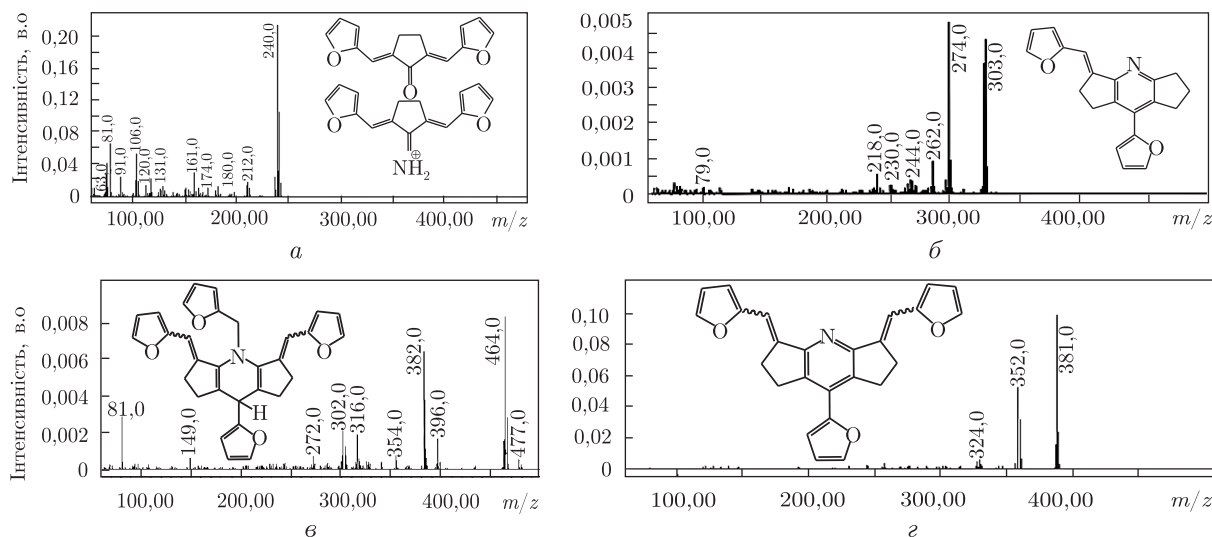 Інтенсивність, в.о
0,20
0,16
0,12
0,08
0,04
0
63,0
81,0
91,0
106,0
120,0
131,0
161,0
174,0
180,0
212,0
240,0
O
O
O
O
O
NH2
⊕
100,00
200,00
300,00
400,00
m/z
а
0,005
0,004
0,003
0,002
0,001
0
79,0
218,0
230,0
244,0
262,0
274,0
303,0
O
N
O
100,00
200,00
300,00
400,00
m/z
б
Інтенсивність, в.о
0,008
0,006
0,004
0,002
0
81,0
149,0
272,0
302,0
316,0
354,0
382,0
396,0
464,0
477,0
O
O
O
N
H
O
100,00
200,00
300,00
400,00
m/z
в
0,10
0,08
0,06
0,04
0,02
0
324,0
352,0
381,0
O
N
O
O
100,00
200,00
300,00
400,00
m/z
г